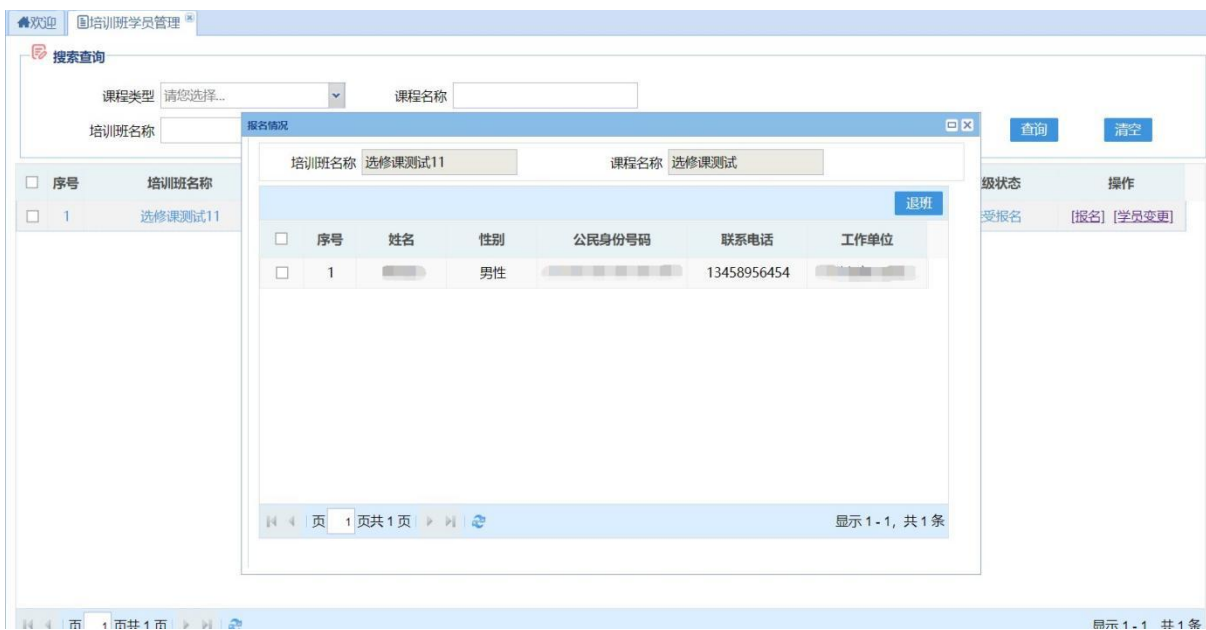 欢迎 培训班学员管理
搜索查询
课程类型 请您选择... 课程名称
培训班名称
查询 清空
报名情况
培训班名称 选修课测试11 课程名称 选修课测试
退班
序号 培训班名称 级状态 操作
1 选修课测试11 受报名 [报名] [学员变更]
序号 姓名 性别 公民身份号码 联系电话 工作单位
1 男性 13458956454
页 1 页共 1 页 显示 1 - 1, 共 1 条
页 1 页共 1 页 显示 1 - 1, 共 1 条